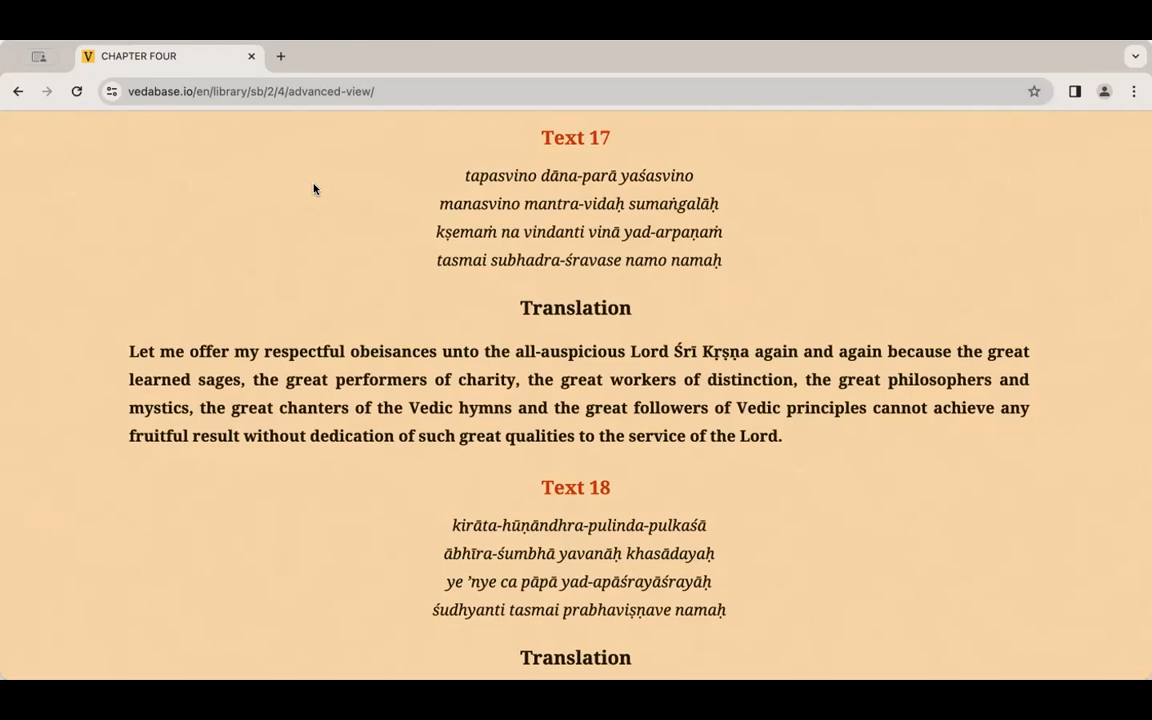 CHAPTER FOUR
vedabase.io/en/library/sb/2/4/advanced-view/
Text 17
tapasvino dāna-parā yaśasvino
manasvino mantra-vidaḥ sumaṅgalāḥ
kṣemaṁ na vindanti vinā yad-arpaṇaṁ
tasmai subhadra-śravase namo namaḥ
Translation
Let me offer my respectful obeisances unto the all-auspicious Lord Śrī Kṛṣṇa again and again because the great
learned sages, the great performers of charity, the great workers of distinction, the great philosophers and
mystics, the great chanters of the Vedic hymns and the great followers of Vedic principles cannot achieve any
fruitful result without dedication of such great qualities to the service of the Lord.
Text 18
kirāta-hūṇāndhra-pulinda-pulkaśā
ābhīra-śumbhā yavanāḥ khasādayaḥ
ye ’nye ca pāpā yad-apāśrayāśrayāḥ
śudhyanti tasmai prabhaviṣṇave namaḥ
Translation